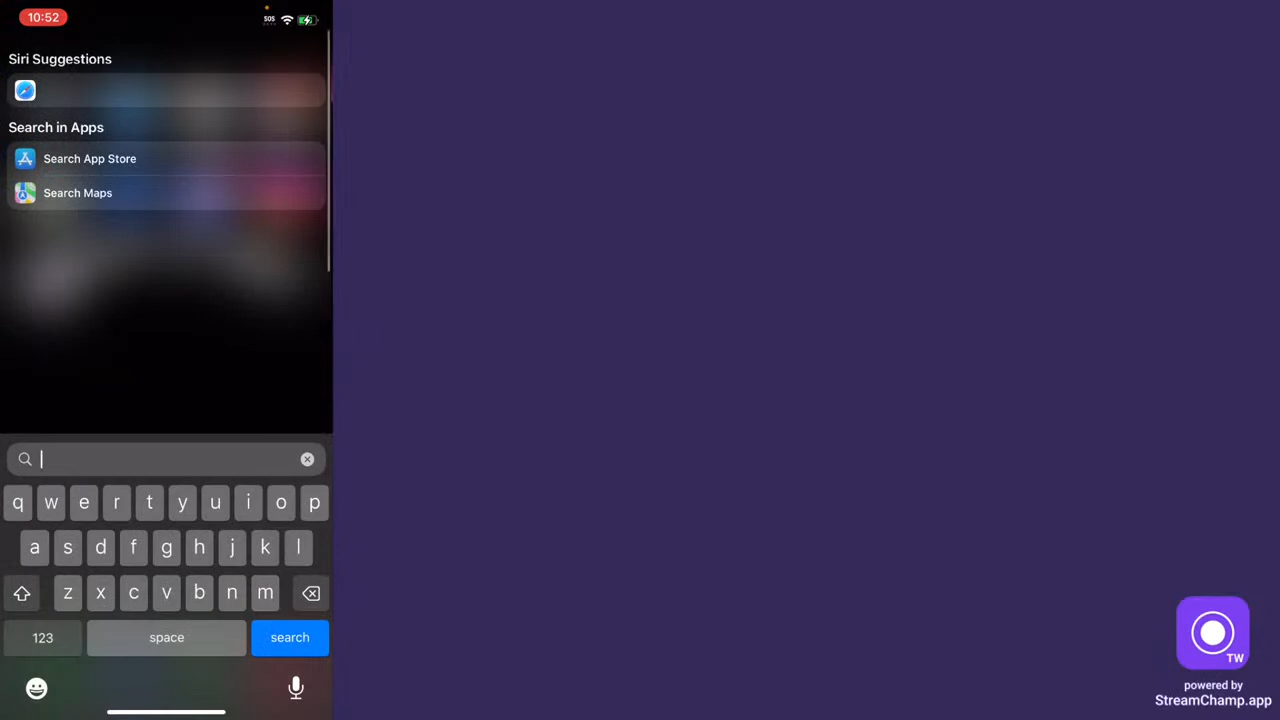 10:52
SOS
Siri Suggestions
Search in Apps
Search App Store
Search Maps
q w e r t y u i o p
a s d f g h j k l
z x c v b n m
123 space search
TW
powered by
StreamChamp.app